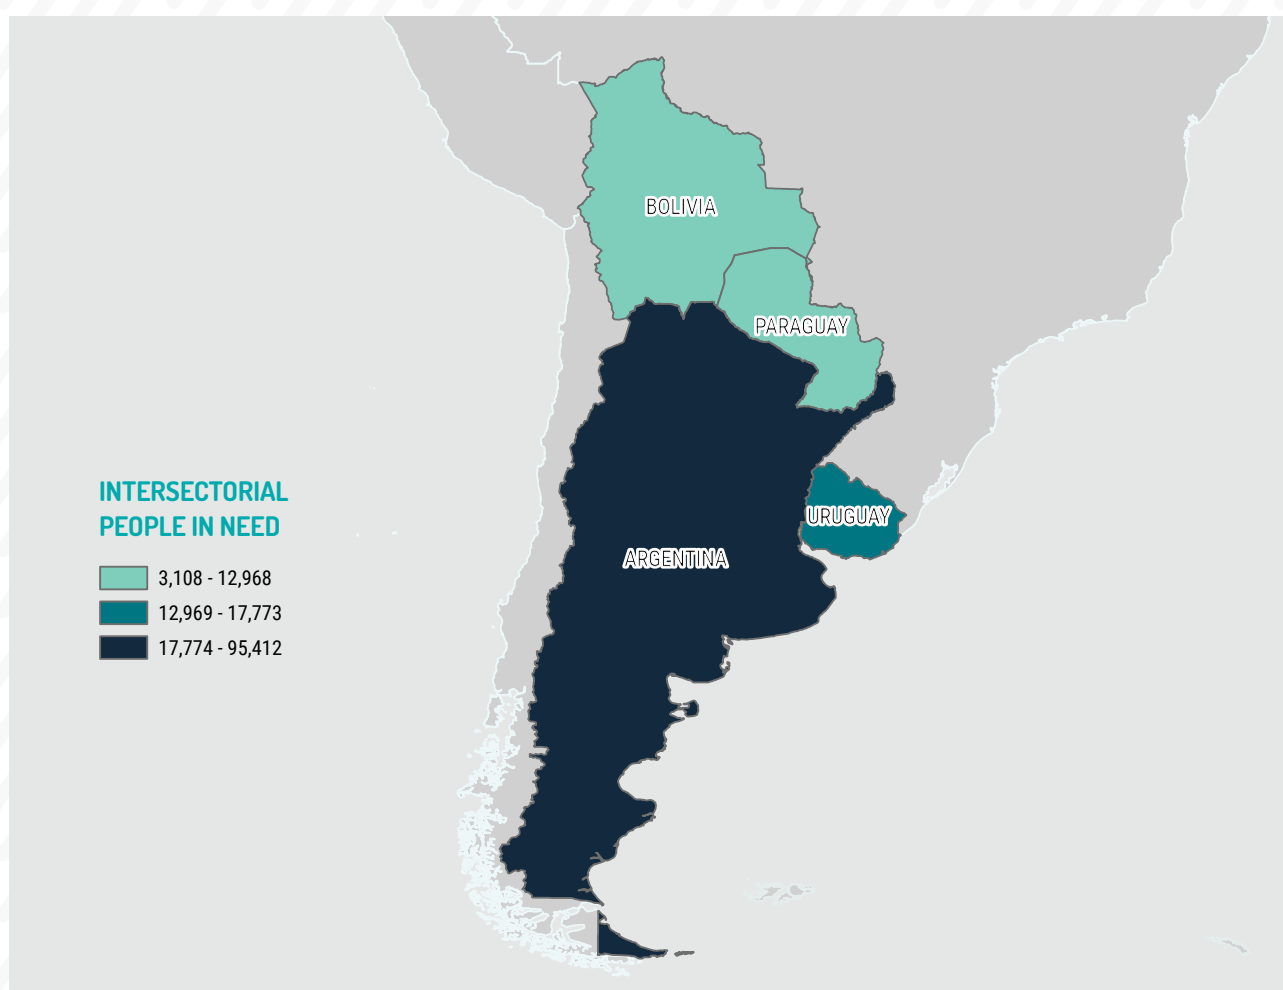 BOLIVIA
PARAGUAY
INTERSECTORIAL
PEOPLE IN NEED
URUGUAY
ARGENTINA
3,108 - 12,968
12,969 - 17,773
17,774 - 95,412